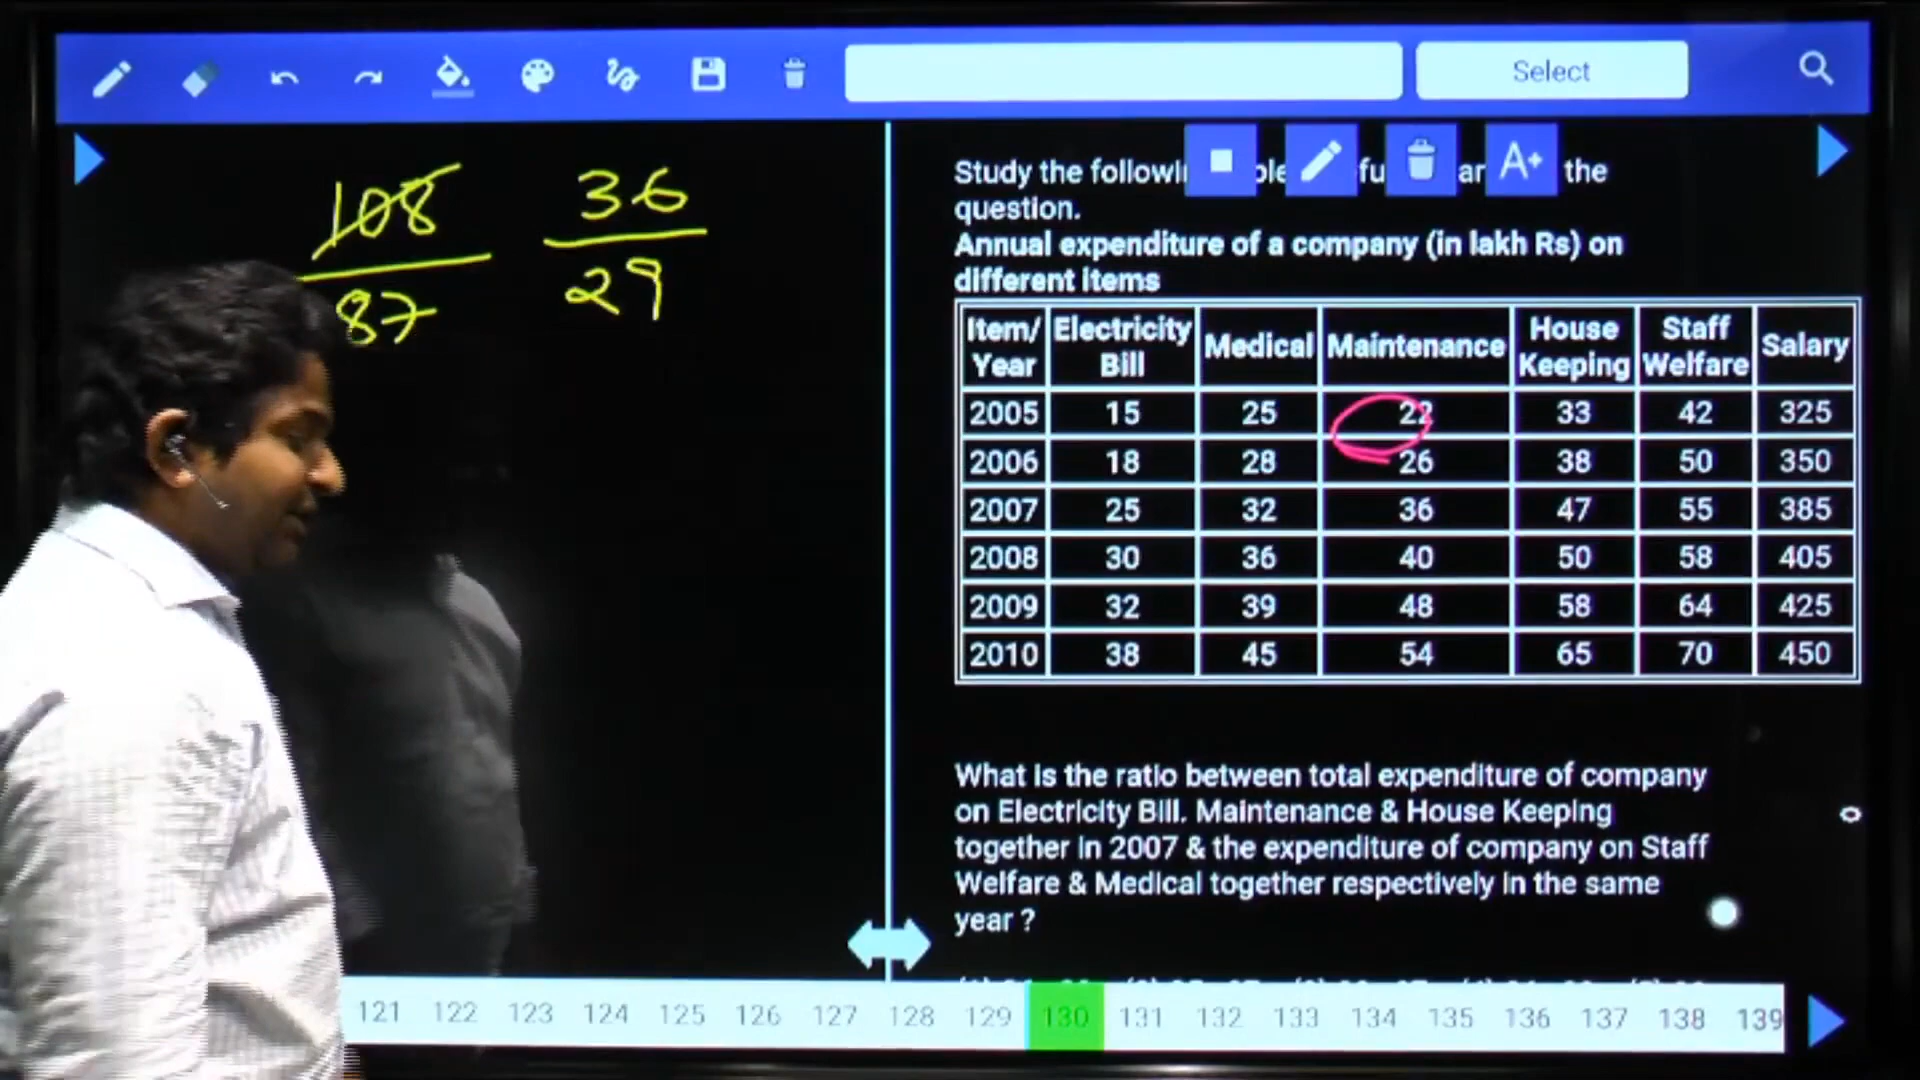 Select
108
87
36
29
Study the the
question.
Annual expenditure of a company (in lakh Rs) on
different items
Item/ Year Electricity Bill Medical Maintenance House Keeping Staff Welfare Salary
2005 15 25 22 33 42 325
2006 18 28 26 38 50 350
2007 25 32 36 47 55 385
2008 30 36 40 50 58 405
2009 32 39 48 58 64 425
2010 38 45 54 65 70 450
What is the ratio between total expenditure of company
on Electricity Bill. Maintenance & House Keeping
together in 2007 & the expenditure of company on Staff
Welfare & Medical together respectively in the same
year ?
121 122 123 124 125 126 127 128 129 130 131 132 133 134 135 136 137 138 139